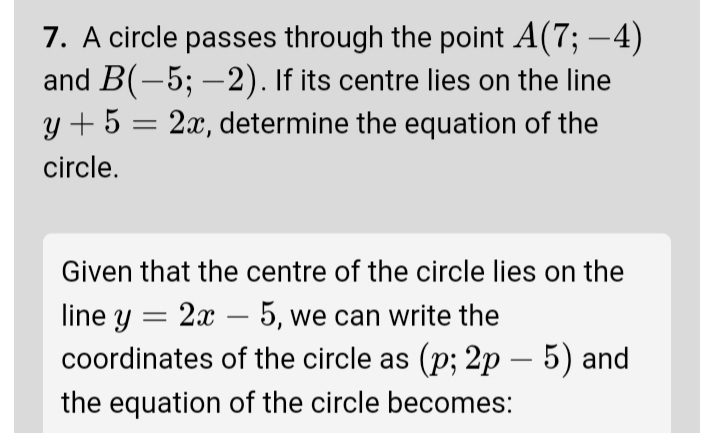 7. A circle passes through the point A(7; −4)
and B(−5; −2). If its centre lies on the line
y + 5 = 2x, determine the equation of the
circle.
Given that the centre of the circle lies on the
line y = 2x − 5, we can write the
coordinates of the circle as (p; 2p − 5) and
the equation of the circle becomes: